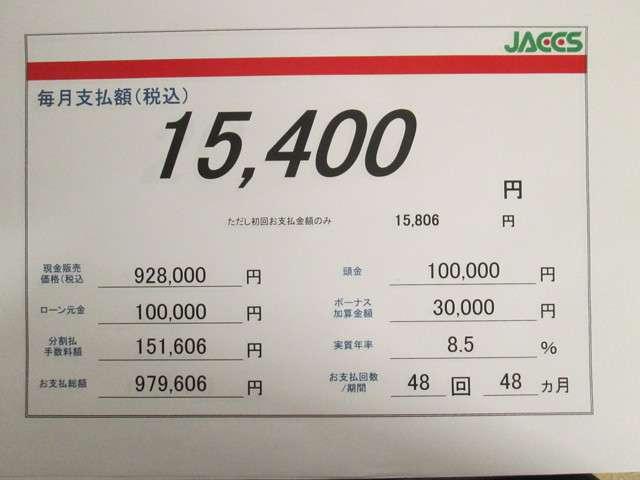 JACCS
毎月支払額(税込)
15,400
円
ただし初回お支払金額のみ 15,806 円
現金販売価格(税込 928,000 円 頭金 100,000 円
ローン元金 100,000 円 ボーナス加算金額 30,000 円
分割払手数料額 151,606 円 実質年率 8.5 %
お支払総額 979,606 円 お支払回数/期間 48 回 48 カ月